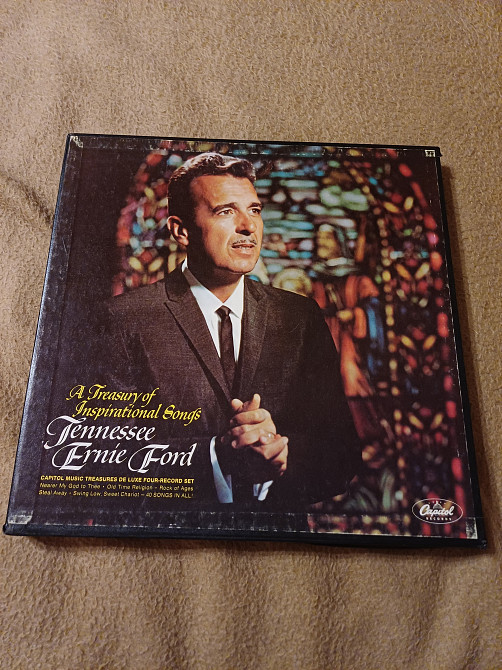 A Treasury of
Inspirational Songs
Tennessee
Ernie Ford
CAPITOL MUSIC TREASURES DE LUXE FOUR-RECORD SET
Nearer My God to Thee • Old Time Religion • Rock of Ages
Steal Away • Swing Low, Sweet Chariot — 40 SONGS IN ALL!
Capitol
RECORDS